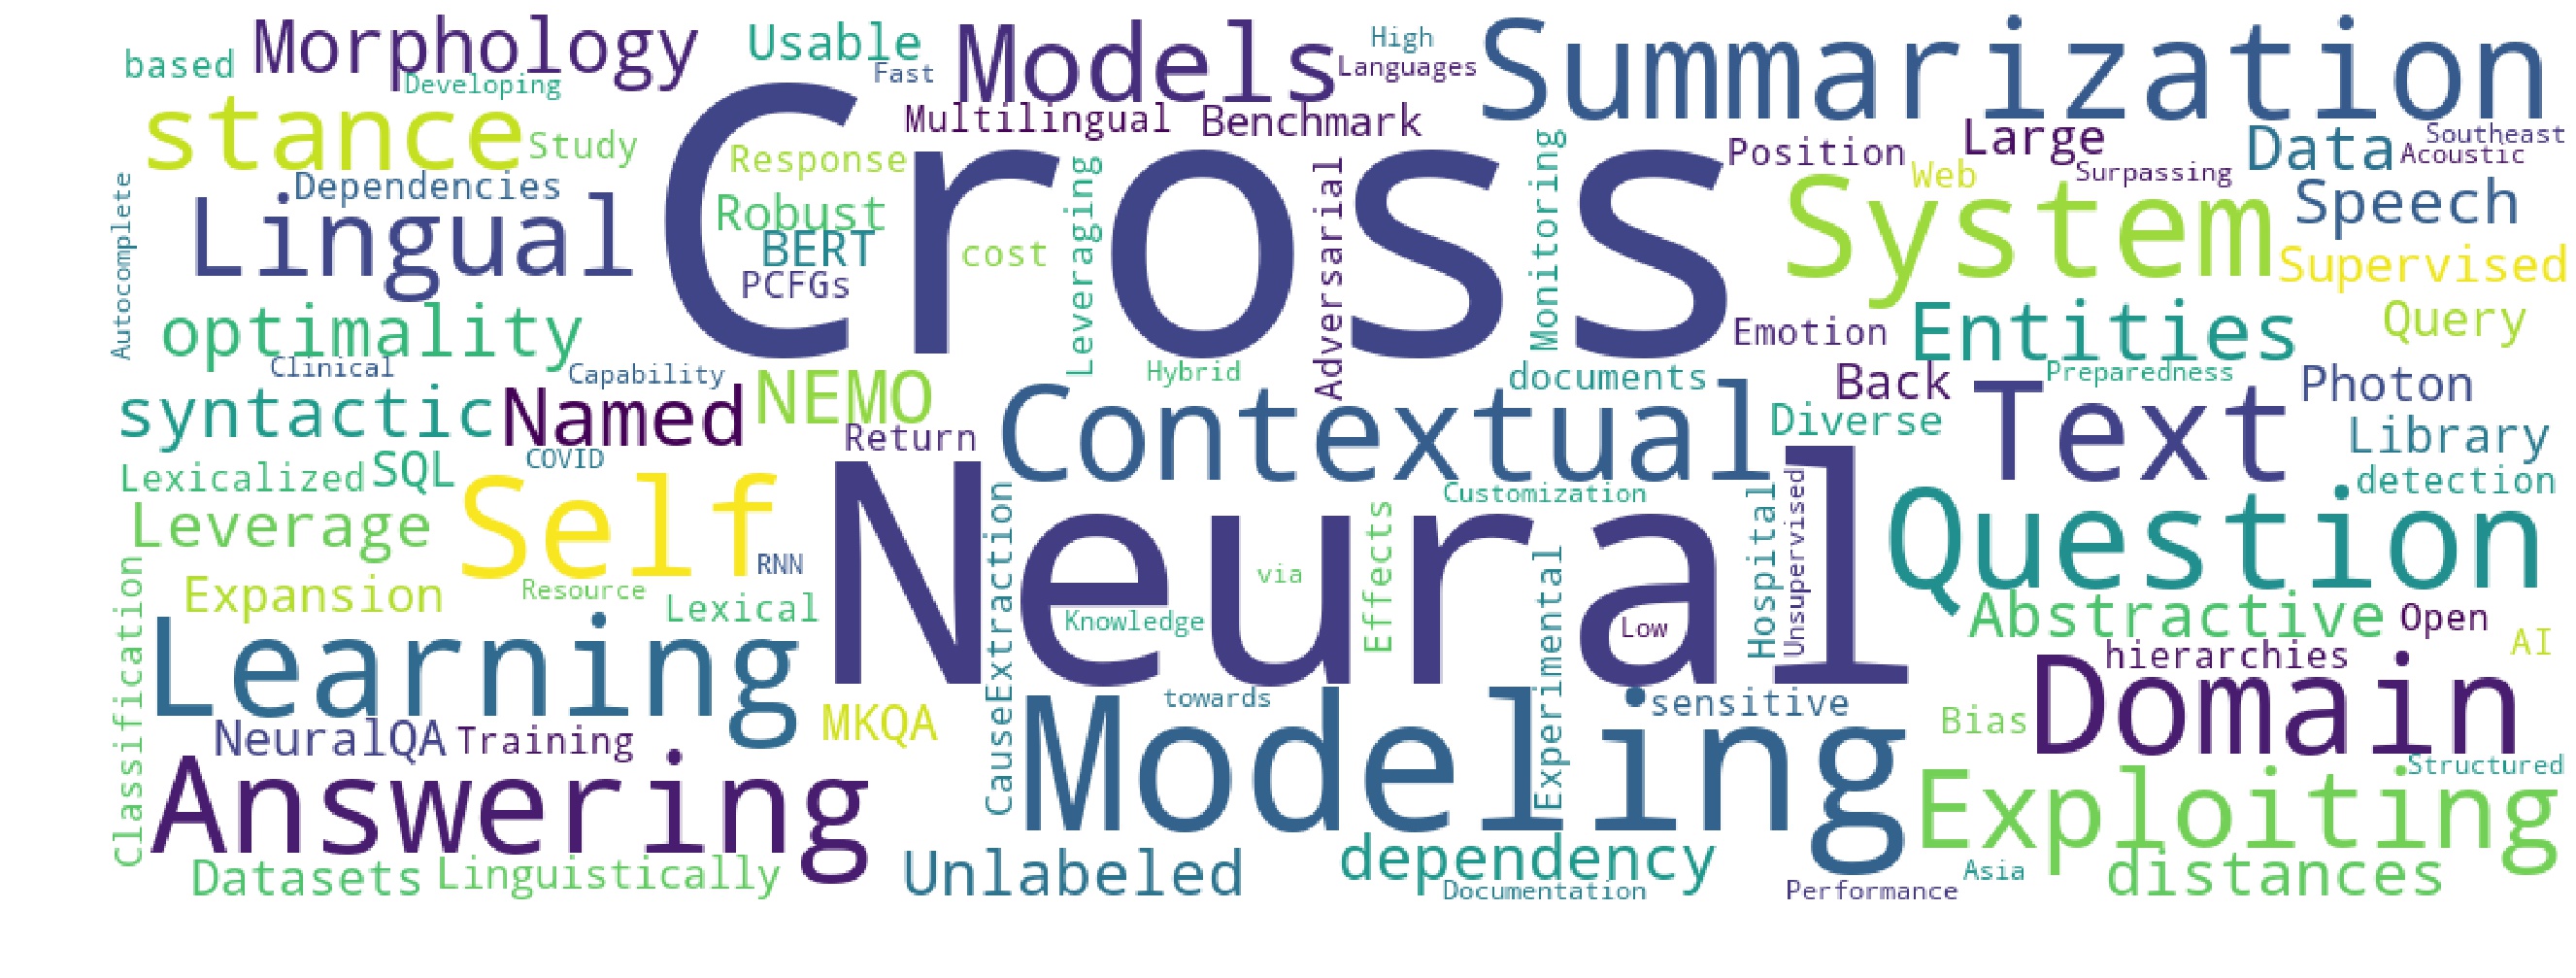 Morphology
Usable
Models
High
Summarization
based
Developing
Fast
Languages
stance
Study
Multilingual
Benchmark
Cross
Response
Position
Large
Data
Southeast
Acoustic
Surpassing
Web
Dependencies
Lingual
Robust
BERT
PCFGs
cost
Leveraging
Adversarial
Monitoring
System
Speech
Supervised
Autocomplete
optimality
Emotion
Entities
Query
Clinical
Capability
Hybrid
documents
Back
Preparedness
Photon
syntactic
Named
NEMO
Return
Contextual
Diverse
Text
Library
Lexicalized
SQL
COVID
Self
Neural
Customization
detection
Leverage
RNN
CauseExtraction
Effects
Hospital
Unsupervised
Question
Expansion
Resource
Lexical
Knowledge
via
Experimental
Low
Abstractive
Open
AI
Classification
Learning
hierarchies
Domain
NeuralQA
Training
MKQA
towards
Modeling
sensitive
Bias
Structured
Answering
Exploiting
Datasets
Linguistically
Unlabeled
dependency
Documentation
Performance
Asia
distances